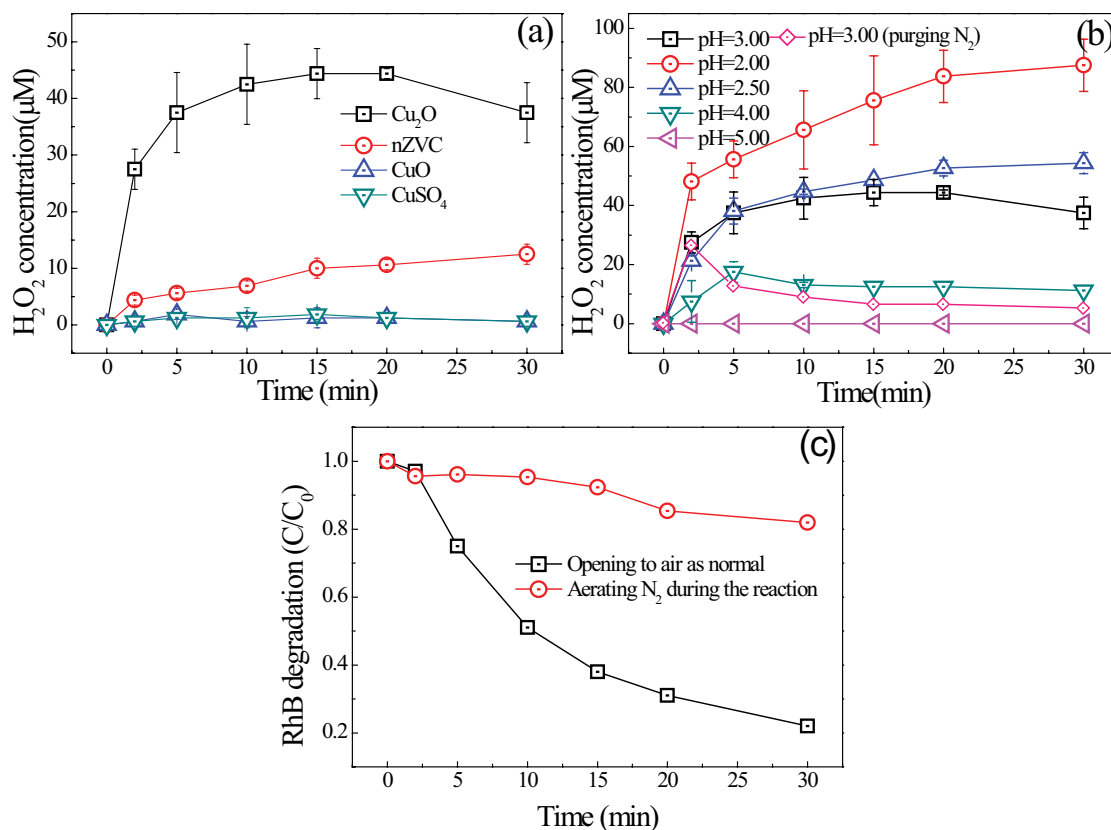 (a)
H₂O₂ concentration(μM)
50
40
30
20
10
0
Cu₂O
nZVC
CuO
CuSO₄
0 5 10 15 20 25 30
Time (min)
(b)
H₂O₂ concentration(μM)
100
80
60
40
20
0
pH=3.00
pH=3.00 (purging N₂)
pH=2.00
pH=2.50
pH=4.00
pH=5.00
0 5 10 15 20 25 30
Time(min)
(c)
RhB degradation (C/C₀)
1.0
0.8
0.6
0.4
0.2
Opening to air as normal
Aerating N₂ during the reaction
0 5 10 15 20 25 30
Time (min)